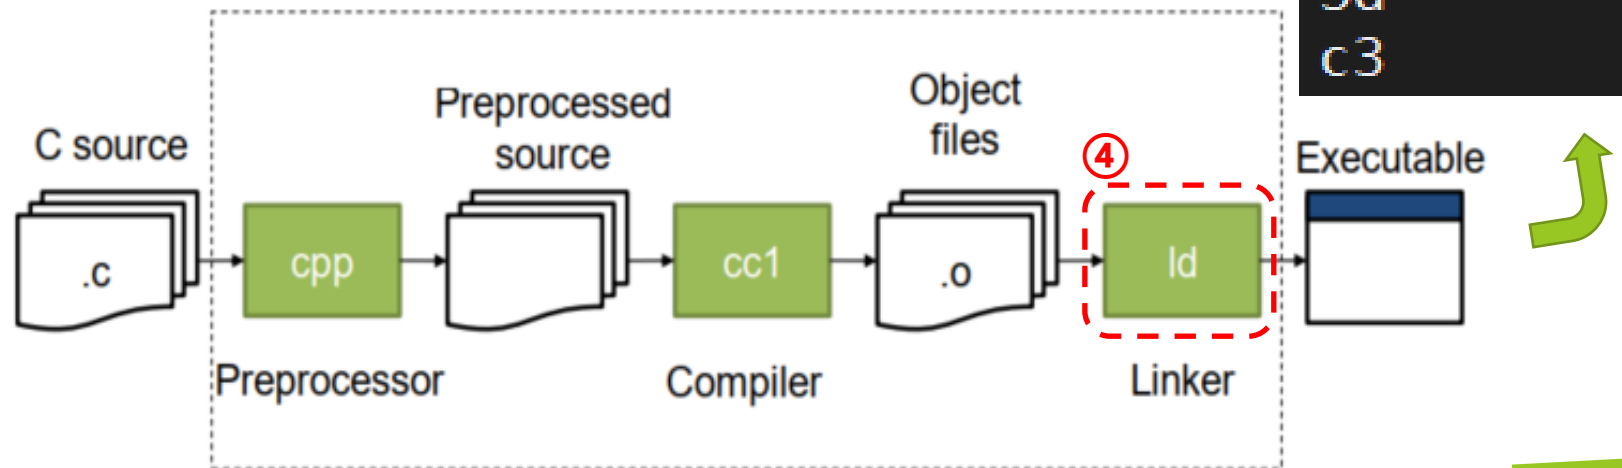 c3
C source
Preprocessed
source
Object
files
④
Executable
.c
cpp
cc1
.o
ld
Preprocessor
Compiler
Linker